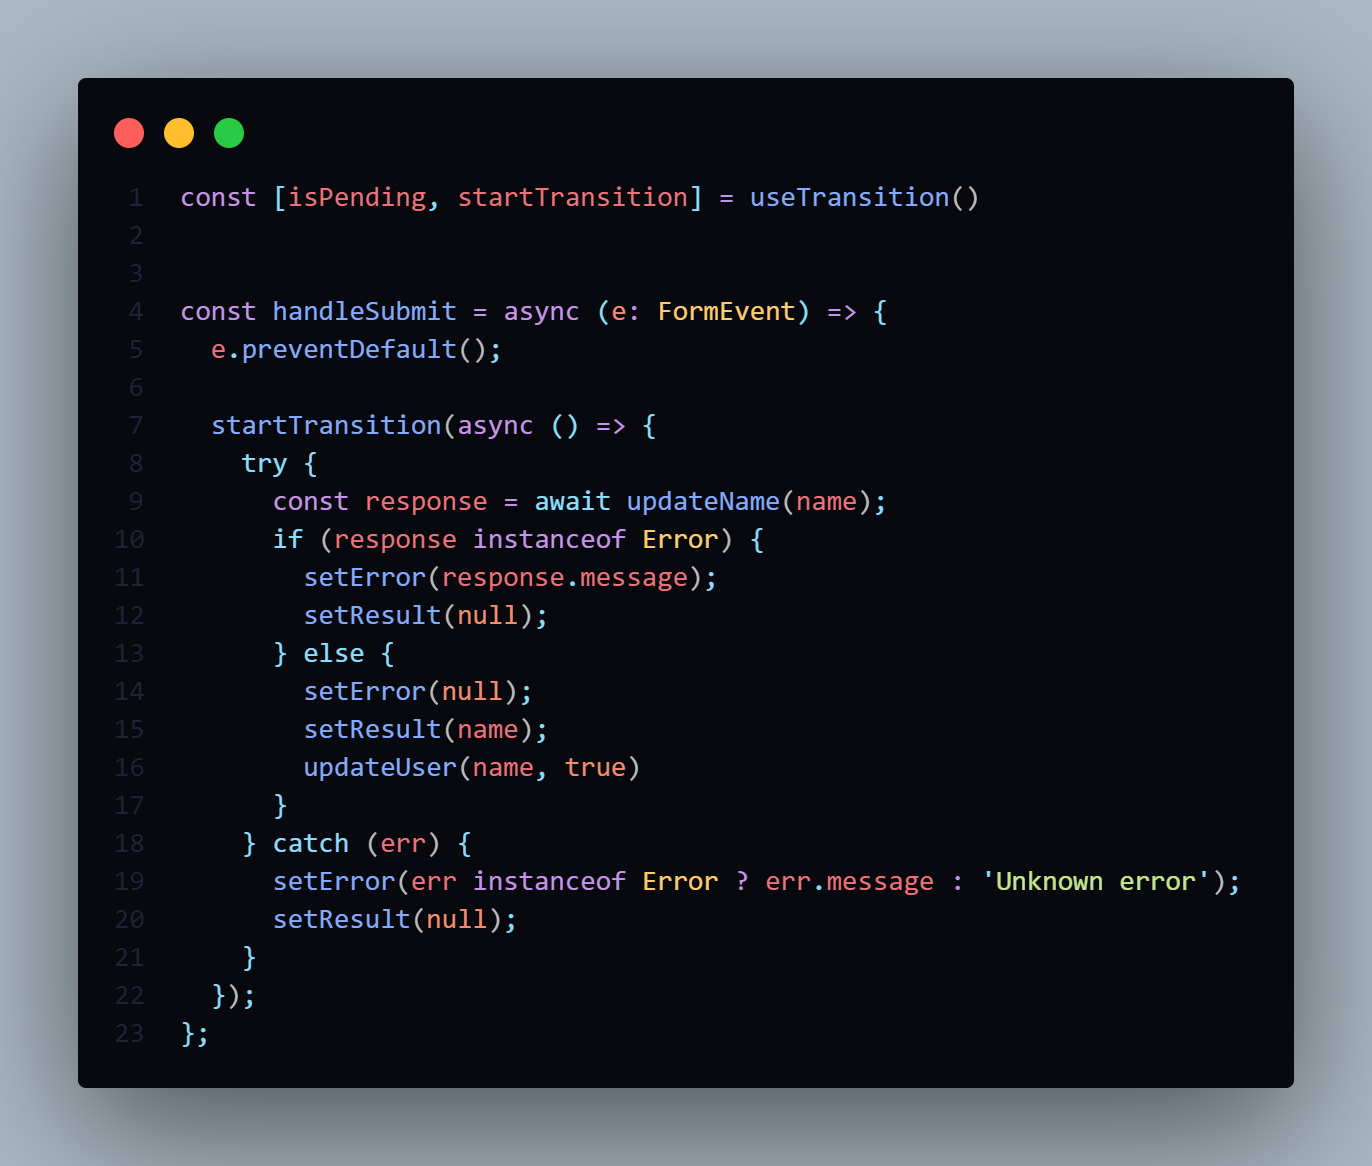 1 const [isPending, startTransition] = useTransition()
2
3
4 const handleSubmit = async (e: FormEvent) => {
5   e.preventDefault();
6
7   startTransition(async () => {
8     try {
9       const response = await updateName(name);
10       if (response instanceof Error) {
11         setError(response.message);
12         setResult(null);
13       } else {
14         setError(null);
15         setResult(name);
16         updateUser(name, true)
17       }
18     } catch (err) {
19       setError(err instanceof Error ? err.message : 'Unknown error');
20       setResult(null);
21     }
22   });
23 };